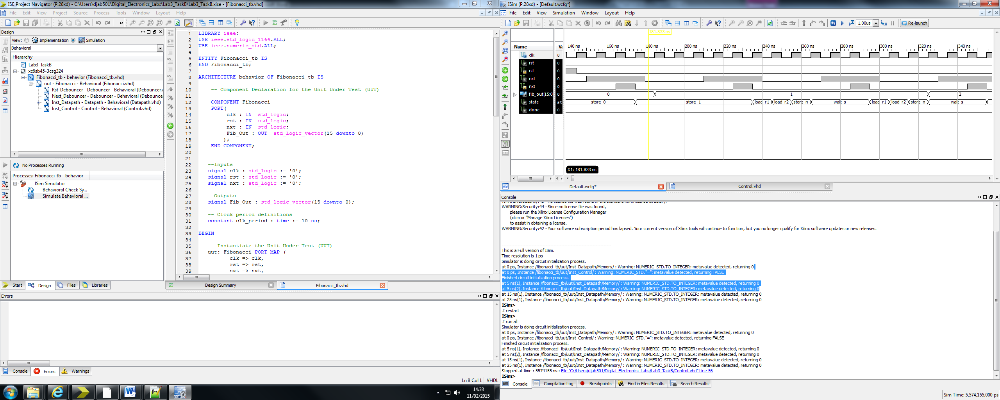 ISE Project Navigator (P.28xd) - C:\Users\djab501\Digital_Electronics_Labs\Lab3_TaskB\Lab3_TaskB.xise - [Fibonacci_tb.vhd]
File Edit View Project Source Process Tools Window Layout Help
Design
View: Implementation Simulation
Behavioral
Hierarchy
Lab3_TaskB
xc6slx45-3csg324
Fibonacci_tb - behavior (Fibonacci_tb.vhd)
uut - Fibonacci - Behavioral (Fibonacci.vhd)
Rst_Debouncer - Debouncer - Behavioral (Debouncer.v
Next_Debouncer - Debouncer - Behavioral (Debouncer
Inst_Datapath - Datapath - Behavioral (Datapath.vhd)
Inst_Control - Control - Behavioral (Control.vhd)
No Processes Running
Processes: Fibonacci_tb - behavior
ISim Simulator
Behavioral Check Sy...
Simulate Behavioral ...
Start Design Files Libraries
1 LIBRARY ieee;
2 USE ieee.std_logic_1164.ALL;
3 USE ieee.numeric_std.ALL;
4
5 ENTITY Fibonacci_tb IS
6 END Fibonacci_tb;
7
8 ARCHITECTURE behavior OF Fibonacci_tb IS
9
10 -- Component Declaration for the Unit Under Test (UUT)
11
12 COMPONENT Fibonacci
13 PORT(
14 clk : IN std_logic;
15 rst : IN std_logic;
16 nxt : IN std_logic;
17 Fib_Out : OUT std_logic_vector(15 downto 0)
18 );
19 END COMPONENT;
20
21
22 --Inputs
23 signal clk : std_logic := '0';
24 signal rst : std_logic := '0';
25 signal nxt : std_logic := '0';
26
27 --Outputs
28 signal Fib_Out : std_logic_vector(15 downto 0);
29
30 -- Clock period definitions
31 constant clk_period : time := 10 ns;
32
33 BEGIN
34
35 -- Instantiate the Unit Under Test (UUT)
36 uut: Fibonacci PORT MAP (
37 clk => clk,
38 rst => rst,
39 nxt => nxt,
Design Summary Fibonacci_tb.vhd
Errors
Console Errors Warnings
Ln 8 Col 1 VHDL
14:33
11/02/2015
ISim (P.28xd) - [Default.wcfg*]
File Edit View Simulation Window Layout Help
1.00us Re-launch
181.833 ns
Name Va
140 ns 160 ns 180 ns 200 ns 220 ns 240 ns 260 ns 280 ns 300 ns 320 ns 340 ns
clk 0
rst 0
rst 0
nxt 0
nxt 0
fib_out[15:0] 0 0 1 2
state st store_0 store_1 load_r1 load_r2 store_n wait_s load_r1 load_r2 store_n wait_s
done 0
X1: 181.833 ns
Default.wcfg* Control.vhd
Console
WARNING:Security:44 - Since no license file was found,
please run the Xilinx License Configuration Manager
(xlcm or "Manage Xilinx Licenses")
to assist in obtaining a license.
WARNING:Security:42 - Your software subscription period has lapsed. Your current version of Xilinx tools will continue to function, but you no longer qualify for Xilinx software updates or new releases.
----------------------------------------------------------------------
This is a Full version of ISim.
Time resolution is 1 ps
Simulator is doing circuit initialization process.
at 0 ps, Instance /fibonacci_tb/uut/Inst_Datapath/Memory/ : Warning: NUMERIC_STD.TO_INTEGER: metavalue detected, returning 0
at 0 ps, Instance /fibonacci_tb/uut/Inst_Control/ : Warning: NUMERIC_STD."=": metavalue detected, returning FALSE
Finished circuit initialization process.
at 5 ns(1), Instance /fibonacci_tb/uut/Inst_Datapath/Memory/ : Warning: NUMERIC_STD.TO_INTEGER: metavalue detected, returning 0
at 5 ns(2), Instance /fibonacci_tb/uut/Inst_Datapath/Memory/ : Warning: NUMERIC_STD.TO_INTEGER: metavalue detected, returning 0
at 15 ns(1), Instance /fibonacci_tb/uut/Inst_Datapath/Memory/ : Warning: NUMERIC_STD.TO_INTEGER: metavalue detected, returning 0
at 25 ns(1), Instance /fibonacci_tb/uut/Inst_Datapath/Memory/ : Warning: NUMERIC_STD.TO_INTEGER: metavalue detected, returning 0
ISim>
# restart
ISim>
# run all
Simulator is doing circuit initialization process.
at 0 ps, Instance /fibonacci_tb/uut/Inst_Datapath/Memory/ : Warning: NUMERIC_STD.TO_INTEGER: metavalue detected, returning 0
at 0 ps, Instance /fibonacci_tb/uut/Inst_Control/ : Warning: NUMERIC_STD."=": metavalue detected, returning FALSE
Finished circuit initialization process.
at 5 ns(1), Instance /fibonacci_tb/uut/Inst_Datapath/Memory/ : Warning: NUMERIC_STD.TO_INTEGER: metavalue detected, returning 0
at 5 ns(2), Instance /fibonacci_tb/uut/Inst_Datapath/Memory/ : Warning: NUMERIC_STD.TO_INTEGER: metavalue detected, returning 0
at 15 ns(1), Instance /fibonacci_tb/uut/Inst_Datapath/Memory/ : Warning: NUMERIC_STD.TO_INTEGER: metavalue detected, returning 0
at 25 ns(1), Instance /fibonacci_tb/uut/Inst_Datapath/Memory/ : Warning: NUMERIC_STD.TO_INTEGER: metavalue detected, returning 0
Stopped at time : 5574155 ns : File "C:/Users/djab501/Digital_Electronics_Labs/Lab3_TaskB/Control.vhd" Line 56
ISim>
Console Compilation Log Breakpoints Find in Files Results Search Results
Sim Time: 5,574,155,000 ps